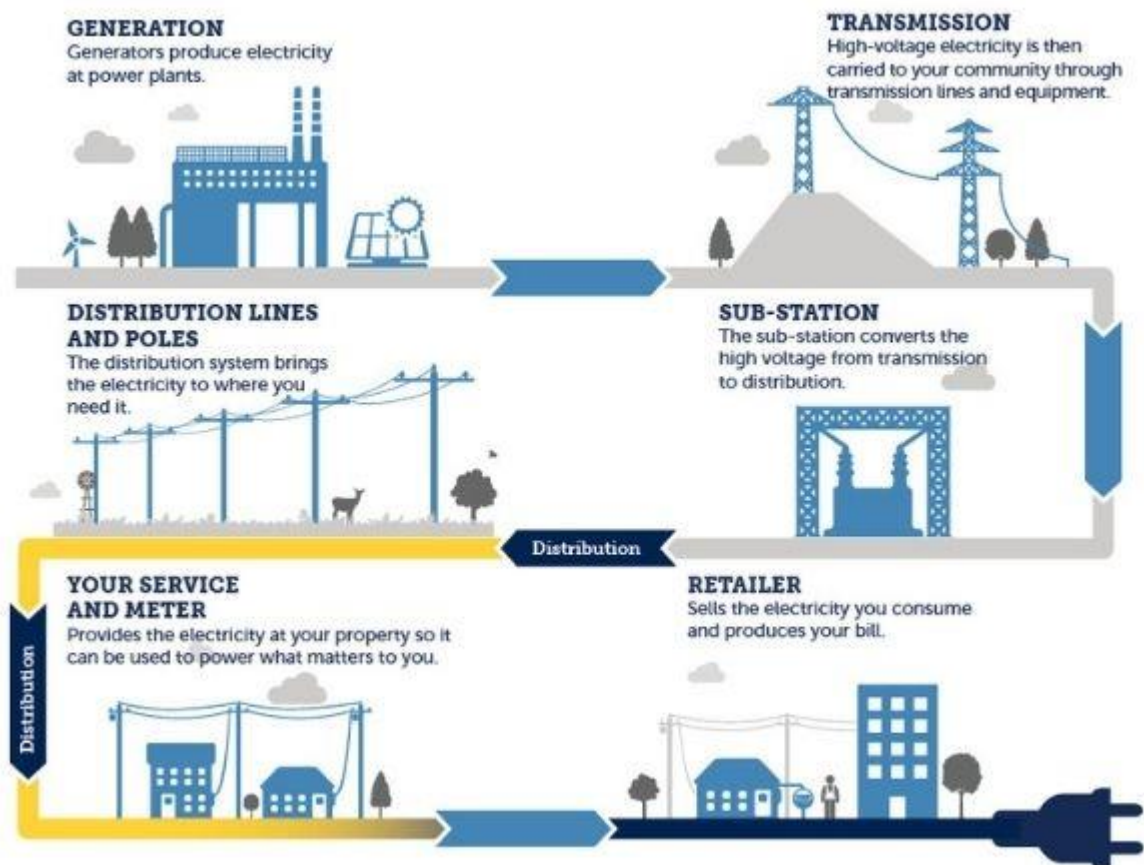 GENERATION
Generators produce electricity
at power plants.
TRANSMISSION
High-voltage electricity is then
carried to your community through
transmission lines and equipment.
DISTRIBUTION LINES
AND POLES
The distribution system brings
the electricity to where you
need it.
SUB-STATION
The sub-station converts the
high voltage from transmission
to distribution.
Distribution
YOUR SERVICE
AND METER
Provides the electricity at your property so it
can be used to power what matters to you.
RETAILER
Sells the electricity you consume
and produces your bill.
Distribution